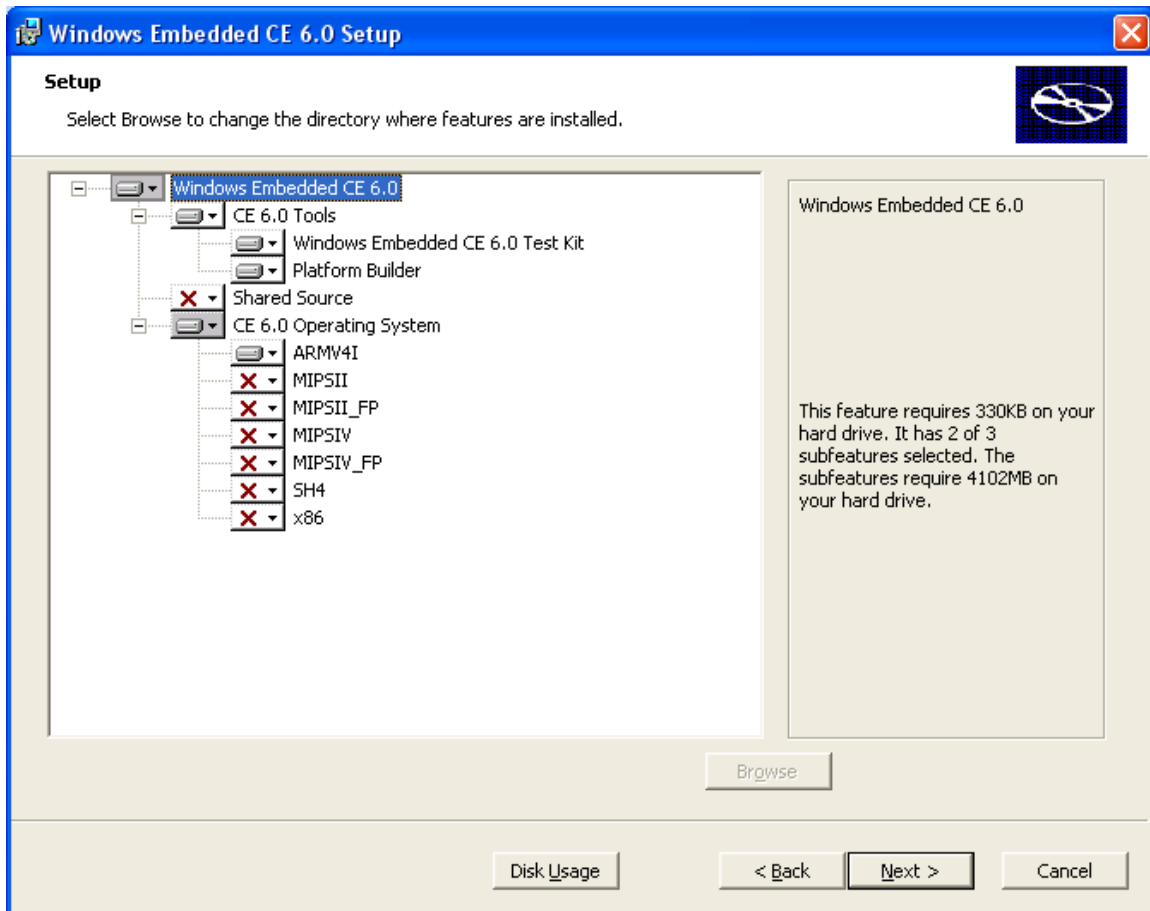 Windows Embedded CE 6.0 Setup
Setup
Select Browse to change the directory where features are installed.
Windows Embedded CE 6.0
CE 6.0 Tools
Windows Embedded CE 6.0 Test Kit
Platform Builder
Shared Source
CE 6.0 Operating System
ARMV4I
MIPSII
MIPSII_FP
MIPSIV
MIPSIV_FP
SH4
x86
Windows Embedded CE 6.0
This feature requires 330KB on your
hard drive. It has 2 of 3
subfeatures selected. The
subfeatures require 4102MB on
your hard drive.
Browse
Disk Usage
< Back
Next >
Cancel